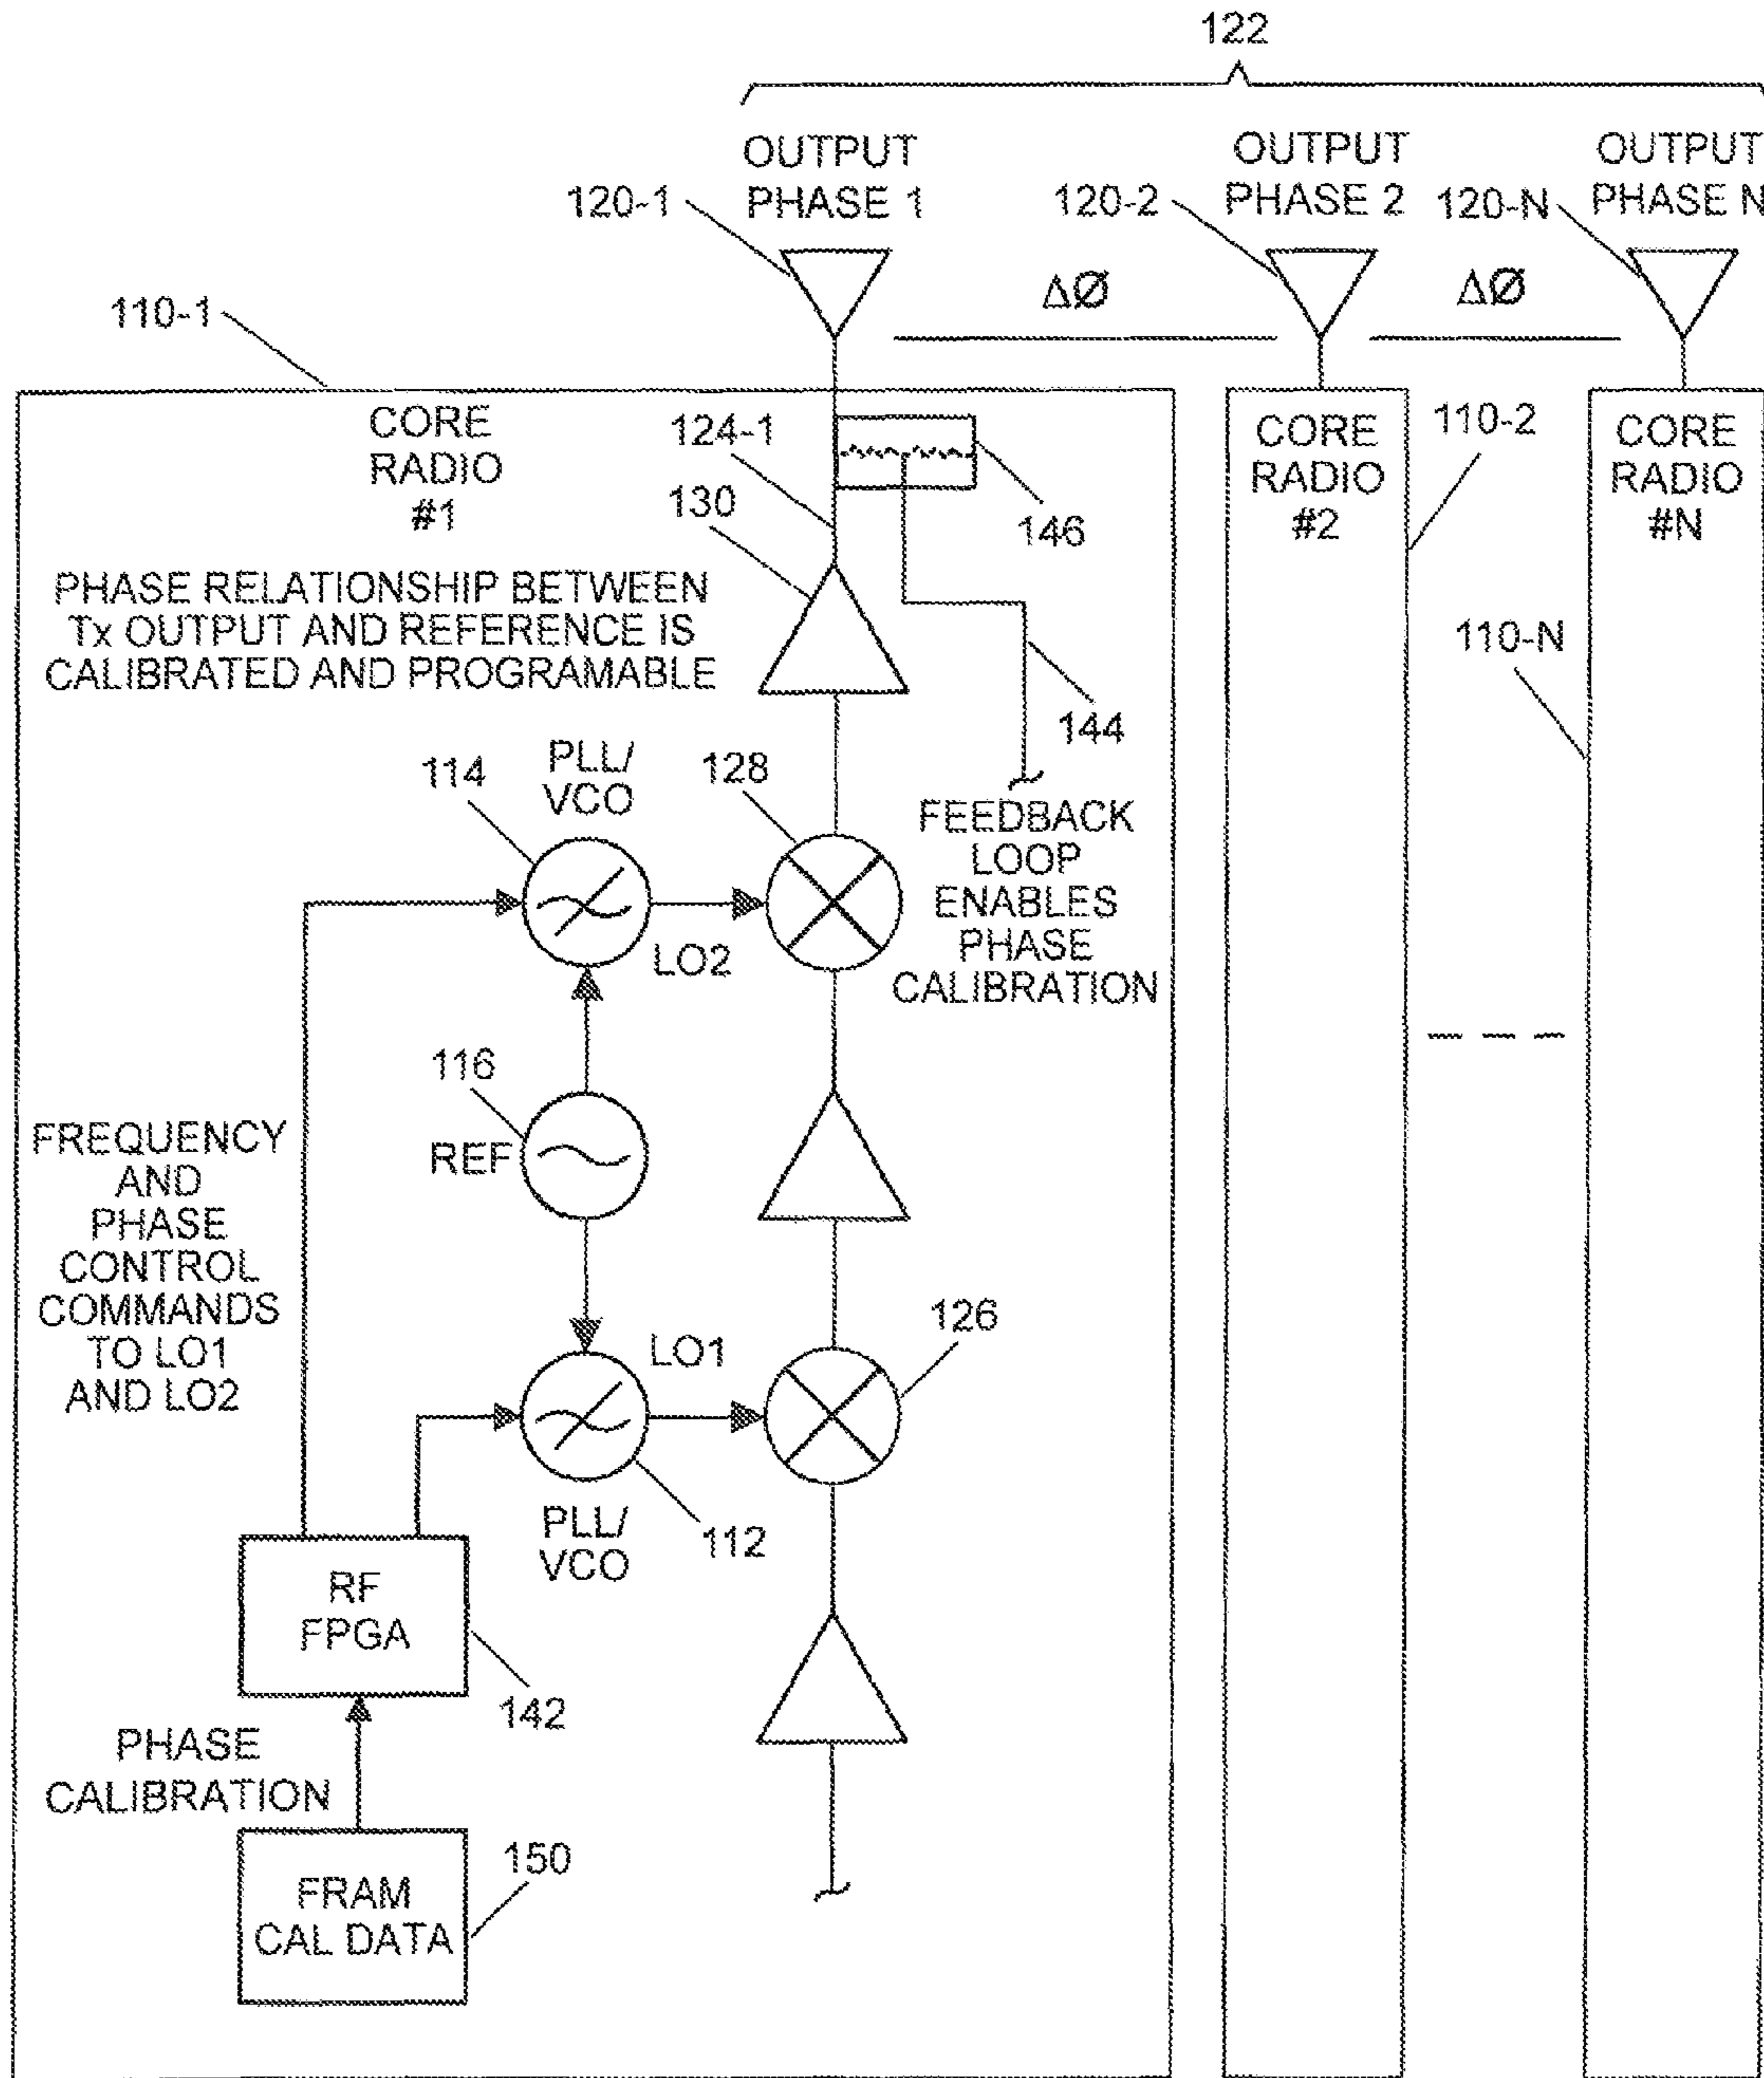 122
OUTPUT
PHASE 1
OUTPUT
PHASE 2
OUTPUT
PHASE N
120-1
120-2
120-N
ΔØ
ΔØ
110-1
CORE
RADIO
#1
124-1
130
146
CORE
RADIO
#2
110-2
CORE
RADIO
#N
PHASE RELATIONSHIP BETWEEN
Tx OUTPUT AND REFERENCE IS
CALIBRATED AND PROGRAMABLE
110-N
144
114
PLL/
VCO
128
FEEDBACK
LOOP
ENABLES
PHASE
CALIBRATION
LO2
116
REF
FREQUENCY
AND
PHASE
CONTROL
COMMANDS
TO LO1
AND LO2
LO1
126
PLL/
VCO
112
RF
FPGA
142
PHASE
CALIBRATION
150
FRAM
CAL DATA